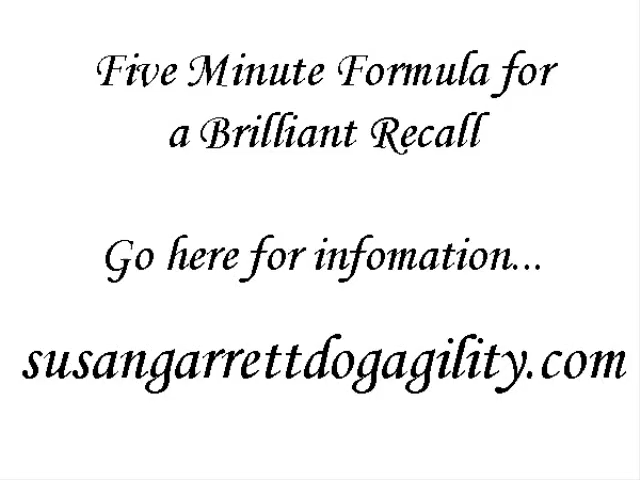 Five Minute Formula for
a Brilliant Recall
Go here for infomation...
susangarrettdogagility.com